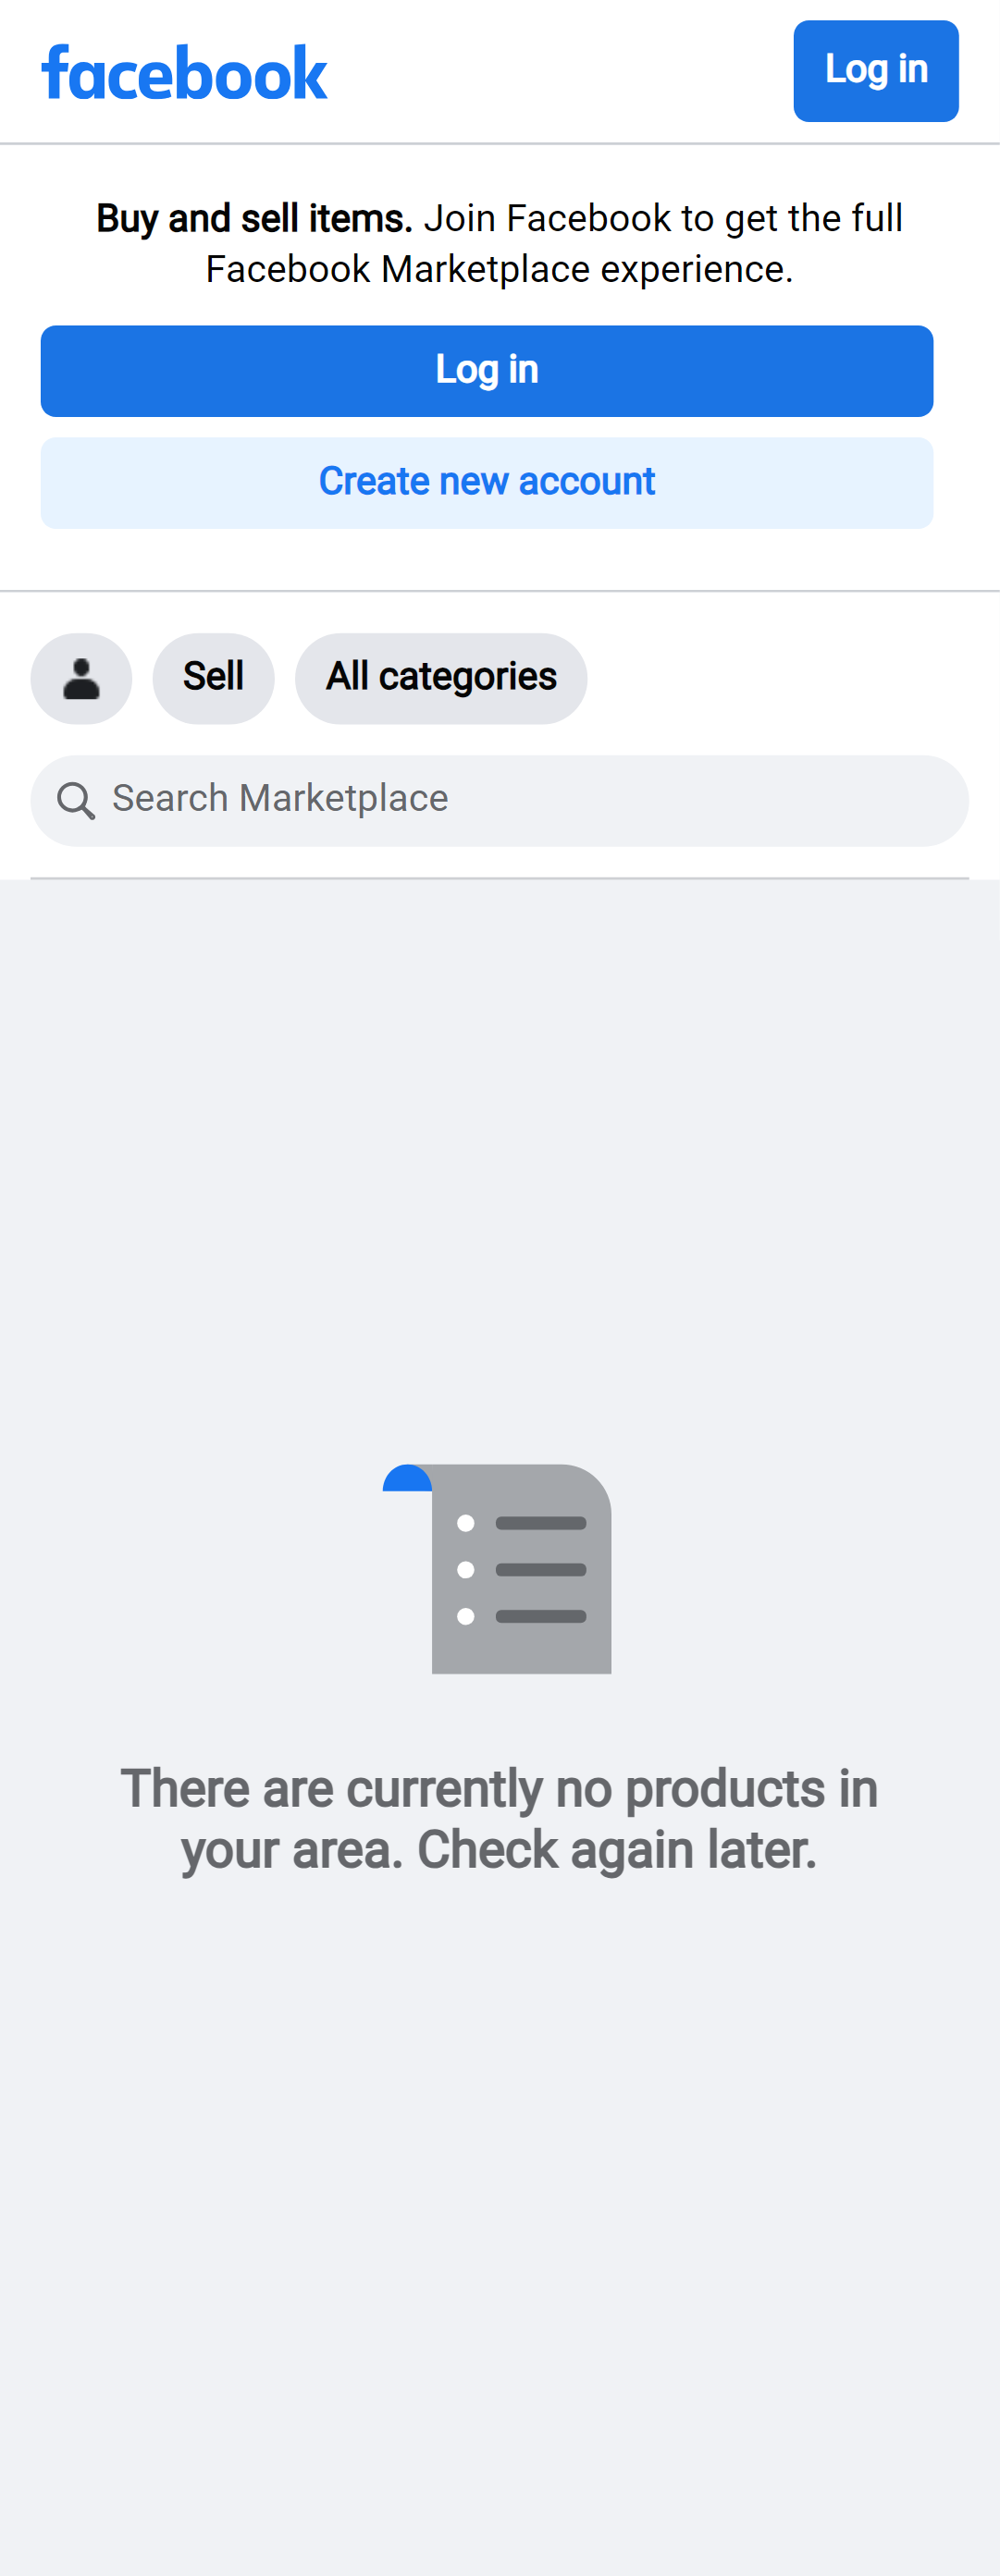 facebook
Log in
Buy and sell items. Join Facebook to get the full
Facebook Marketplace experience.
Log in
Create new account
Sell
All categories
Search Marketplace
There are currently no products in
your area. Check again later.